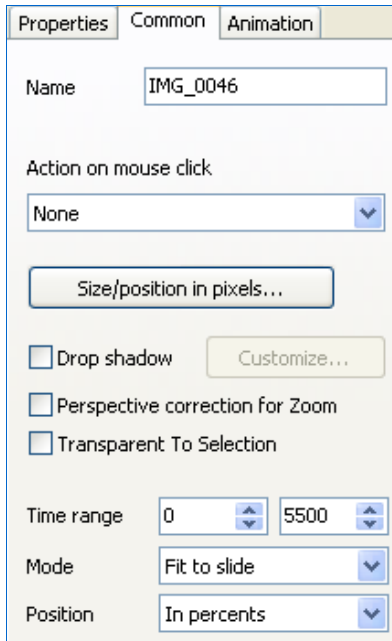 Properties Common Animation
Name IMG_0046
Action on mouse click
None
Size/position in pixels...
Drop shadow Customize...
Perspective correction for Zoom
Transparent To Selection
Time range 0 5500
Mode Fit to slide
Position In percents